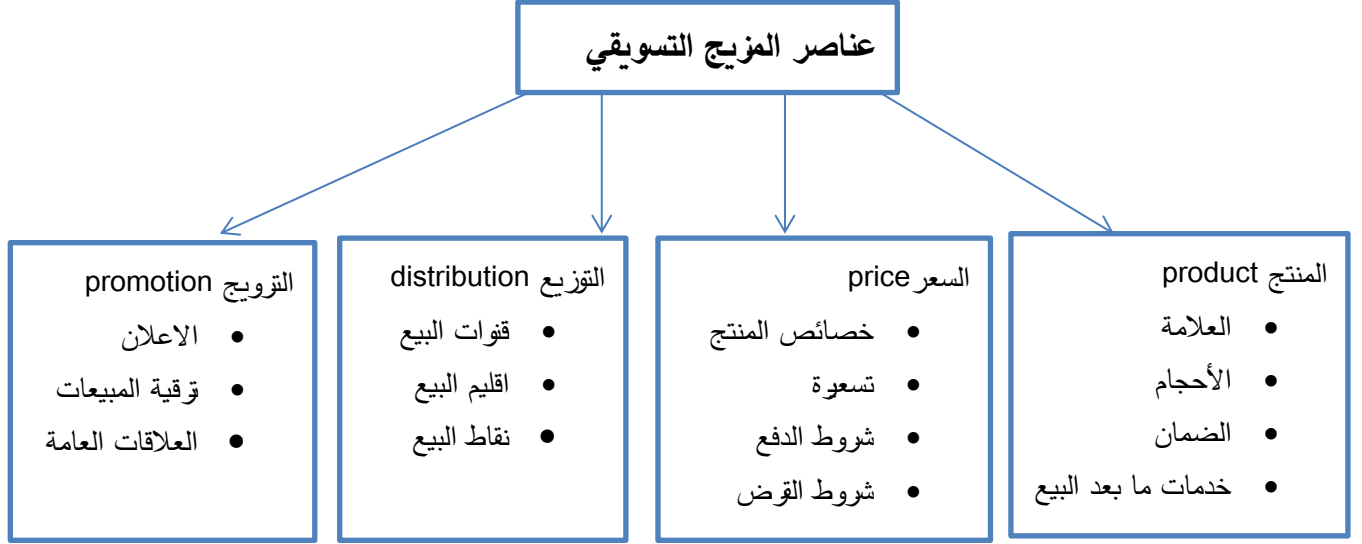 عناصر المزيج التسويقي
المنتج product
• العلامة
• الأحجام
• الضمان
• خدمات ما بعد البيع
السعر price
• خصائص المنتج
• تسعيرة
• شروط الدفع
• شروط القرض
التوزيع distribution
• قنوات البيع
• اقليم البيع
• نقاط البيع
الترويج promotion
• الاعلان
• ترقية المبيعات
• العلاقات العامة